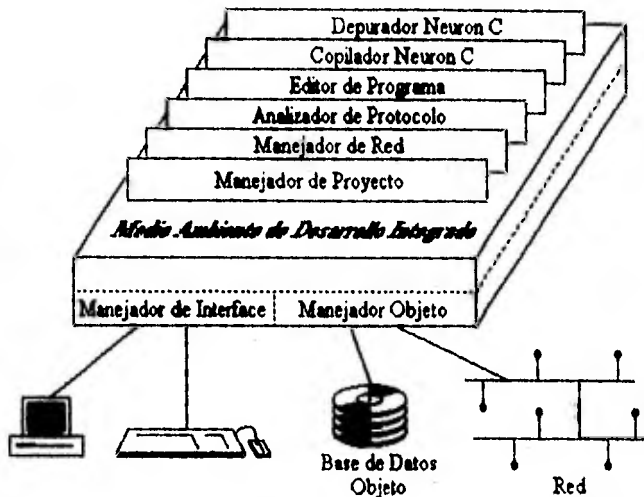 Depurador Neuron C
Copilador Neuron C
Editor de Programa
Analizador de Protocolo
Manejador de Red
Manejador de Proyecto
Medio Ambiente de Desarrollo Integrado
Manejador de Interface
Manejador Objeto
Base de Datos
Objeto
Red